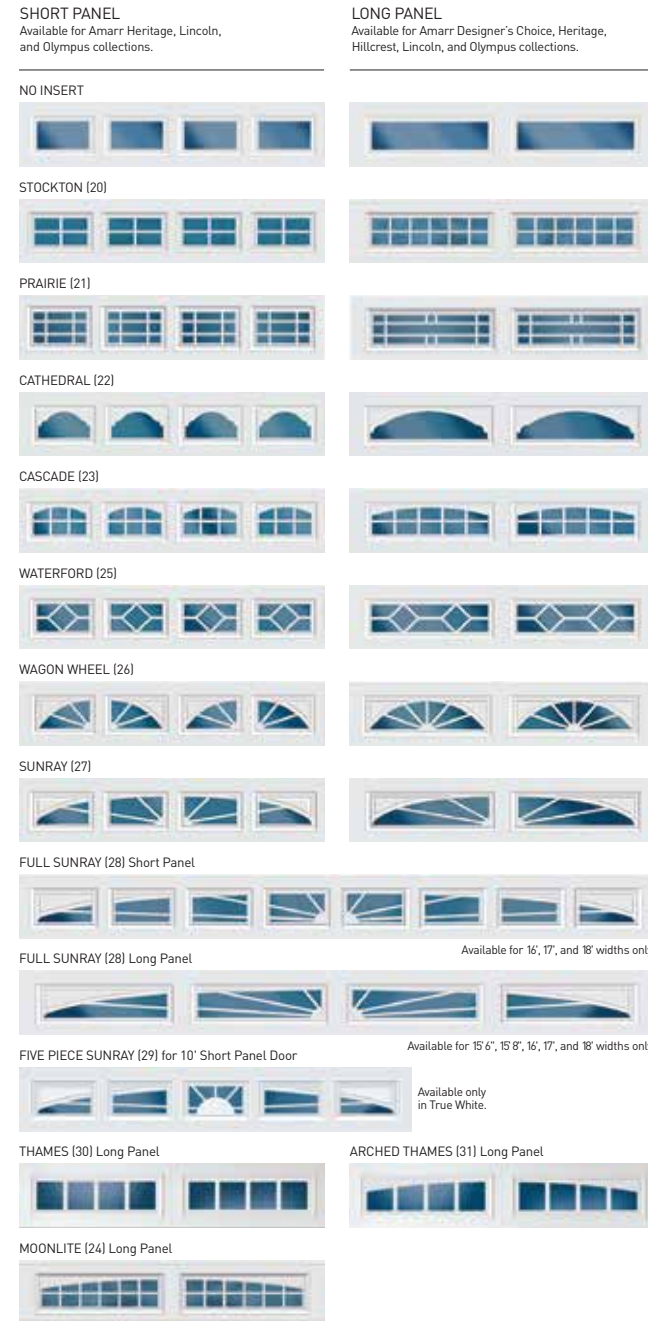 SHORT PANEL
Available for Amarr Heritage, Lincoln,
and Olympus collections.
LONG PANEL
Available for Amarr Designer's Choice, Heritage,
Hillcrest, Lincoln, and Olympus collections.
NO INSERT
STOCKTON (20)
PRAIRIE (21)
CATHEDRAL (22)
CASCADE (23)
WATERFORD (25)
WAGON WHEEL (26)
SUNRAY (27)
FULL SUNRAY (28) Short Panel
Available for 16', 17', and 18' widths onl
FULL SUNRAY (28) Long Panel
Available for 15'6", 15'8", 16', 17', and 18' widths onl
FIVE PIECE SUNRAY (29) for 10' Short Panel Door
Available only
in True White.
THAMES (30) Long Panel
ARCHED THAMES (31) Long Panel
MOONLITE (24) Long Panel